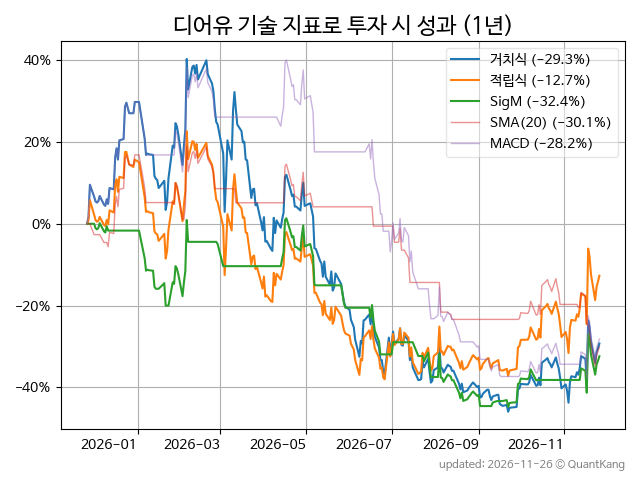 디어유 기술 지표로 투자 시 성과 (1년)
거치식 (−29.3%)
적립식 (−12.7%)
SigM (−32.4%)
SMA(20) (−30.1%)
MACD (−28.2%)
40%
20%
0%
−20%
−40%
2026-01 2026-03 2026-05 2026-07 2026-09 2026-11
updated: 2026-11-26 © QuantKang